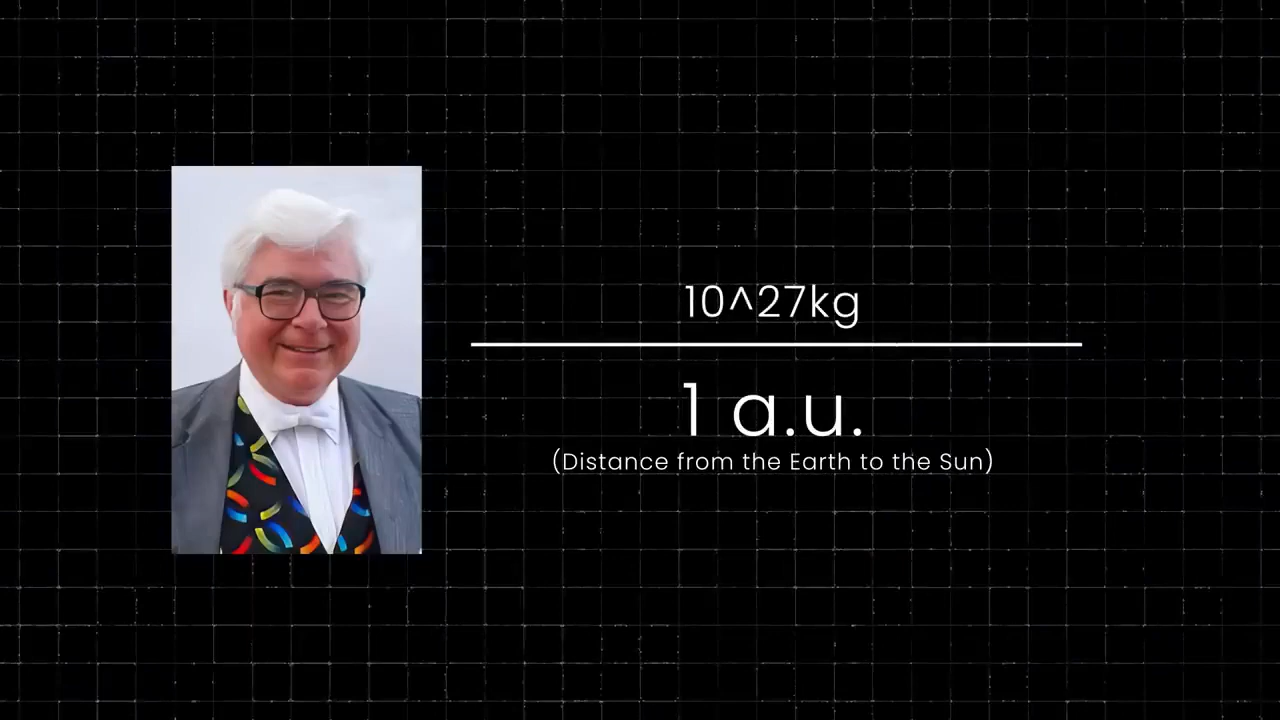 10^27kg
1 a.u.
(Distance from the Earth to the Sun)